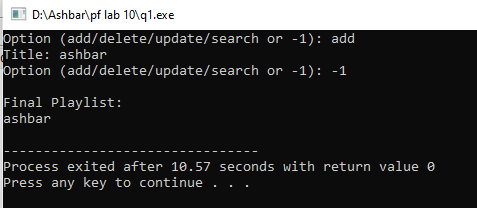 D:\Ashbar\pf lab 10\q1.exe
Option (add/delete/update/search or -1): add
Title: ashbar
Option (add/delete/update/search or -1): -1
Final Playlist:
ashbar
--------------------------------
Process exited after 10.57 seconds with return value 0
Press any key to continue . . .